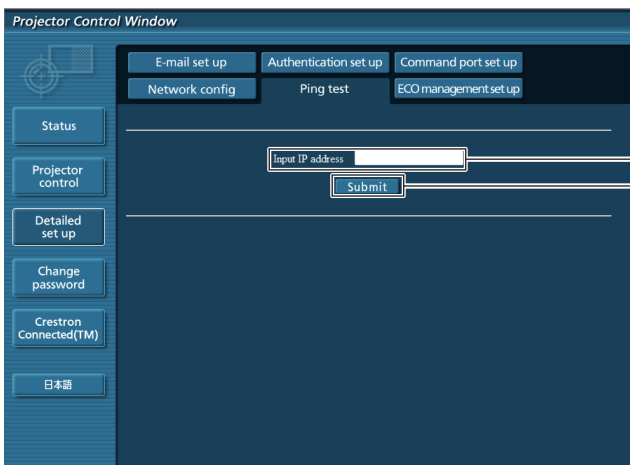 Projector Control Window
E-mail set up
Authentication set up
Command port set up
Network config
Ping test
ECO management set up
Status
Projector
control
Detailed
set up
Change
password
Crestron
Connected(TM)
日本語
Input IP address
Submit